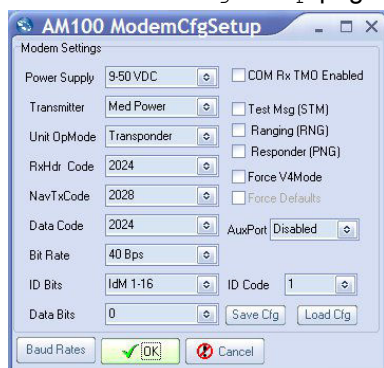 AM100 ModemCfgSetup
Modem Settings
Power Supply 9-50 VDC COM Rx TMO Enabled
Transmitter Med Power Test Msg (STM)
Unit OpMode Transponder Ranging (RNG)
Responder (PNG)
RxHdr Code 2024 Force V4Mode
NavTxCode 2028 Force Defaults
Data Code 2024 AuxPort Disabled
Bit Rate 40 Bps
ID Bits IdM 1-16 ID Code 1
Data Bits 0 Save Cfg Load Cfg
Baud Rates OK Cancel